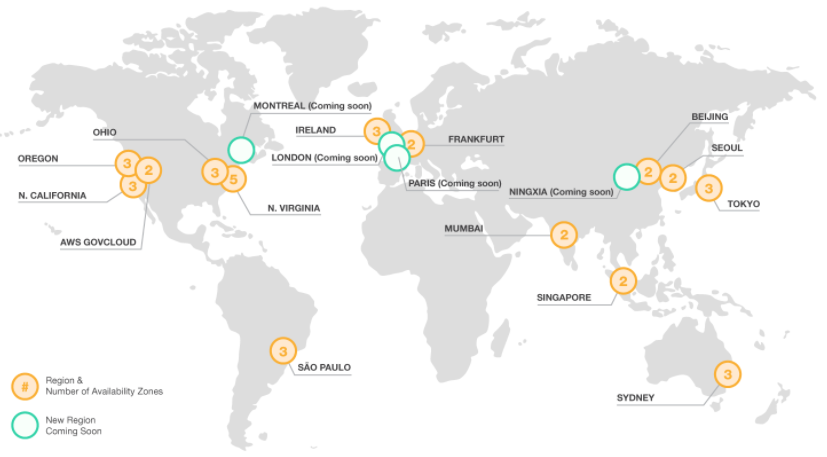 MONTREAL (Coming soon)
BEIJING
OHIO
IRELAND
3
2
FRANKFURT
SEOUL
OREGON
3
2
3
5
LONDON (Coming soon)
2
2
PARIS (Coming soon)
NINGXIA (Coming soon)
3
N. CALIFORNIA
3
N. VIRGINIA
TOKYO
AWS GOVCLOUD
MUMBAI
2
2
SINGAPORE
3
SÃO PAULO
3
SYDNEY
#
Region &
Number of Availability Zones
New Region
Coming Soon